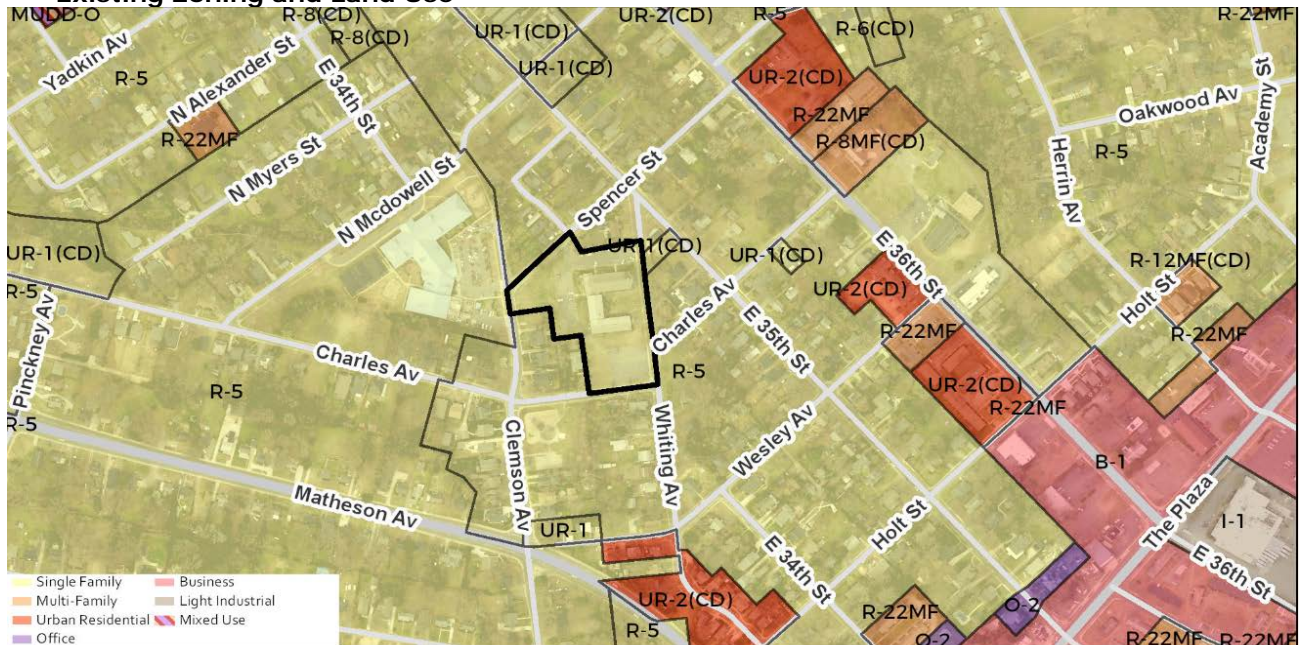 Existing Zoning and Land Use
MUDD-O
R-8(CD)
R-8(CD)
UR-1(CD)
UR-2(CD)
R-5
R-6(CD)
R-22MF
Yadkin Av
N Alexander St
E 34th St
UR-1(CD)
UR-2(CD)
R-5
R-22MF
Oakwood Av
Academy St
R-22MF
R-8MF(CD)
Herrin Av
R-5
N Myers St
N Mcdowell St
Spencer St
UR-1(CD)
R-5
Pinckney Av
UR-1(CD)
UR-1(CD)
E 36th St
R-12MF(CD)
Holt St
UR-2(CD)
Charles Av
E 35th St
R-22MF
R-22MF
Charles Av
R-5
R-5
UR-2(CD)
R-22MF
R-5
Clemson Av
Whiting Av
Wesley Av
B-1
The Plaza
Matheson Av
UR-1
Holt St
I-1
E 34th St
E 36th St
UR-2(CD)
R-5
R-22MF
O-2
O-2
R-22MF
R-22MF
Single Family
Business
Multi-Family
Light Industrial
Urban Residential
Mixed Use
Office